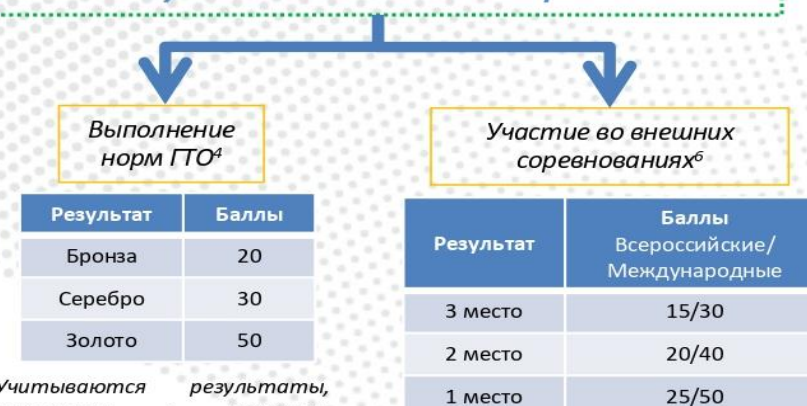 Выполнение
норм ГТО⁴
Результат Баллы
Бронза 20
Серебро 30
Золото 50
Учитываются результаты,
Участие во внешних
соревнованиях⁶
Результат Баллы
Всероссийские/
Международные
3 место 15/30
2 место 20/40
1 место 25/50